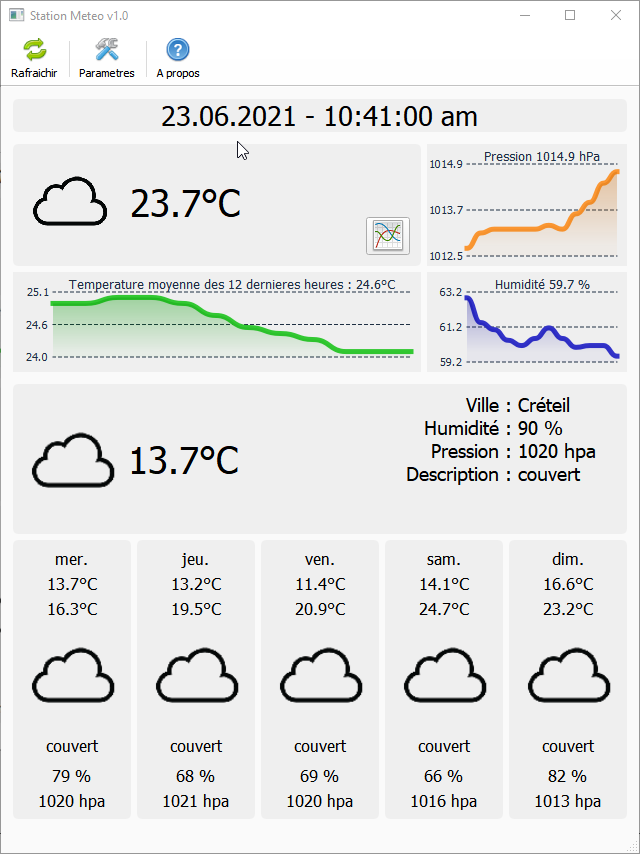 Station Meteo v1.0
Rafraichir
Parametres
A propos
23.06.2021 - 10:41:00 am
23.7°C
Pression 1014.9 hPa
1014.9
1013.7
1012.5
Temperature moyenne des 12 dernieres heures : 24.6°C
25.1
24.6
24.0
Humidité 59.7 %
63.2
61.2
59.2
13.7°C
Ville : Créteil
Humidité : 90 %
Pression : 1020 hpa
Description : couvert
mer.
13.7°C
16.3°C
couvert
79 %
1020 hpa
jeu.
13.2°C
19.5°C
couvert
68 %
1021 hpa
ven.
11.4°C
20.9°C
couvert
69 %
1020 hpa
sam.
14.1°C
24.7°C
couvert
66 %
1016 hpa
dim.
16.6°C
23.2°C
couvert
82 %
1013 hpa